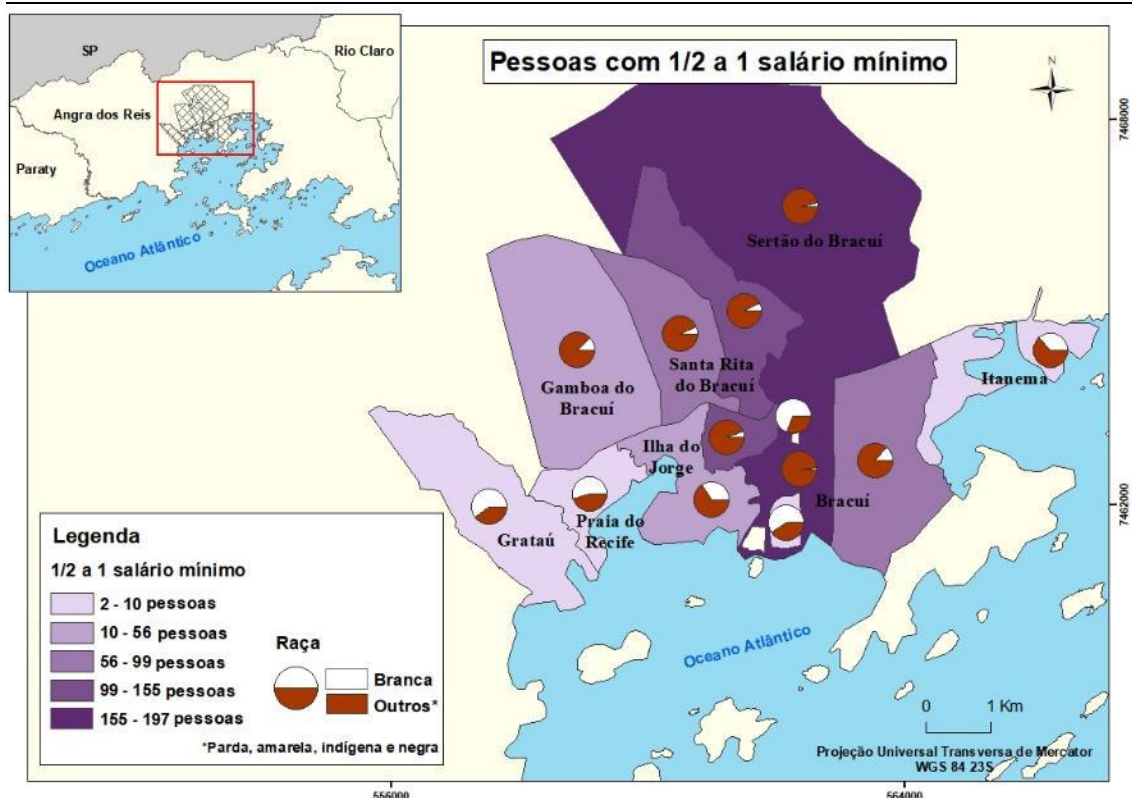 SP
Rio Claro
Angra dos Reis
Paraty
Oceano Atlântico
Pessoas com 1/2 a 1 salário mínimo
N
7468000
Sertão do Bracuí
Santa Rita
do Bracuí
Gamboa do
Bracuí
Itanema
Ilha do
Jorge
Bracuí
7462000
Praia do
Recife
Grataú
Legenda
1/2 a 1 salário mínimo
2 - 10 pessoas
10 - 56 pessoas
56 - 99 pessoas
99 - 155 pessoas
155 - 197 pessoas
Raça
Branca
Outros*
*Parda, amarela, indígena e negra
Oceano Atlântico
0 1 Km
Projeção Universal Transversa de Mercator
WGS 84 23S
556000
564000